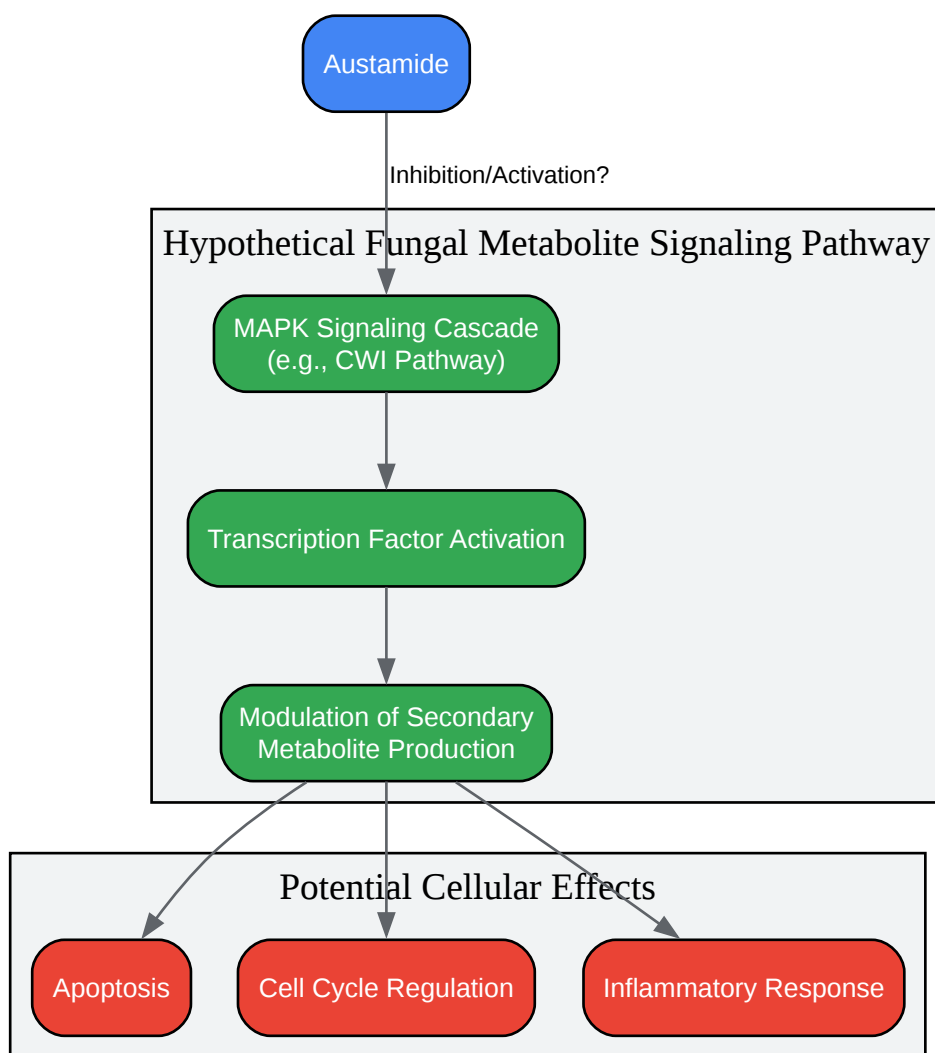 Austamide
Inhibition/Activation?
Hypothetical Fungal Metabolite Signaling Pathway
MAPK Signaling Cascade
(e.g., CWI Pathway)
Transcription Factor Activation
Modulation of Secondary
Metabolite Production
Potential Cellular Effects
Apoptosis
Cell Cycle Regulation
Inflammatory Response